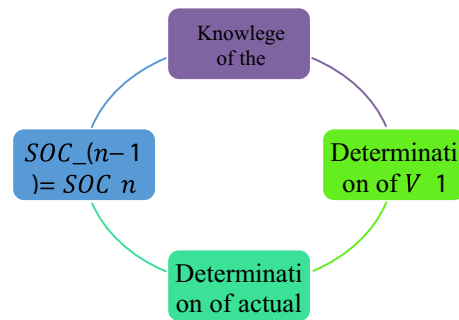 Knowlege
of the
SOC_(n−1
)= SOC n
Determinati
on of V 1
Determinati
on of actual